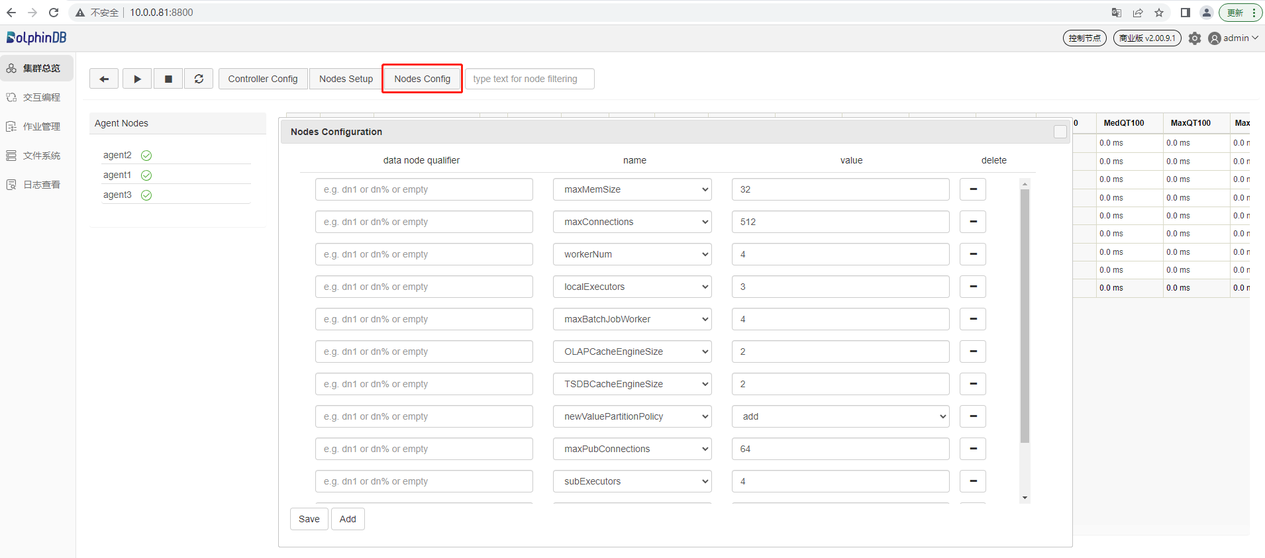 不安全 10.0.0.81:8800 更新
DolphinDB 控制节点 商业版 v2.00.9.1 admin
集群总览
交互编程
作业管理
文件系统
日志查看
Controller Config Nodes Setup Nodes Config type text for node filtering
Agent Nodes
agent2
agent1
agent3
0 MedQT100 MaxQT100 Max
0.0 ms 0.0 ms 0.0 m
0.0 ms 0.0 ms 0.0 m
0.0 ms 0.0 ms 0.0 m
0.0 ms 0.0 ms 0.0 m
0.0 ms 0.0 ms 0.0 m
0.0 ms 0.0 ms 0.0 m
0.0 ms 0.0 ms 0.0 m
0.0 ms 0.0 ms 0.0 m
0.0 ms 0.0 ms 0.0 m
Nodes Configuration
data node qualifier name value delete
e.g. dn1 or dn% or empty maxMemSize 32
e.g. dn1 or dn% or empty maxConnections 512
e.g. dn1 or dn% or empty workerNum 4
e.g. dn1 or dn% or empty localExecutors 3
e.g. dn1 or dn% or empty maxBatchJobWorker 4
e.g. dn1 or dn% or empty OLAPCacheEngineSize 2
e.g. dn1 or dn% or empty TSDBCacheEngineSize 2
e.g. dn1 or dn% or empty newValuePartitionPolicy add
e.g. dn1 or dn% or empty maxPubConnections 64
e.g. dn1 or dn% or empty subExecutors 4
Save Add